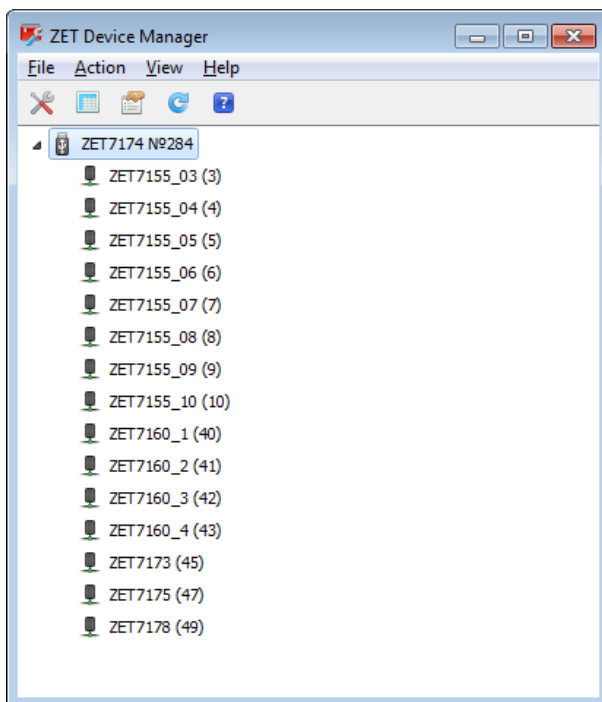 ZET Device Manager
File Action View Help
ZET7174 №284
ZET7155_03 (3)
ZET7155_04 (4)
ZET7155_05 (5)
ZET7155_06 (6)
ZET7155_07 (7)
ZET7155_08 (8)
ZET7155_09 (9)
ZET7155_10 (10)
ZET7160_1 (40)
ZET7160_2 (41)
ZET7160_3 (42)
ZET7160_4 (43)
ZET7173 (45)
ZET7175 (47)
ZET7178 (49)